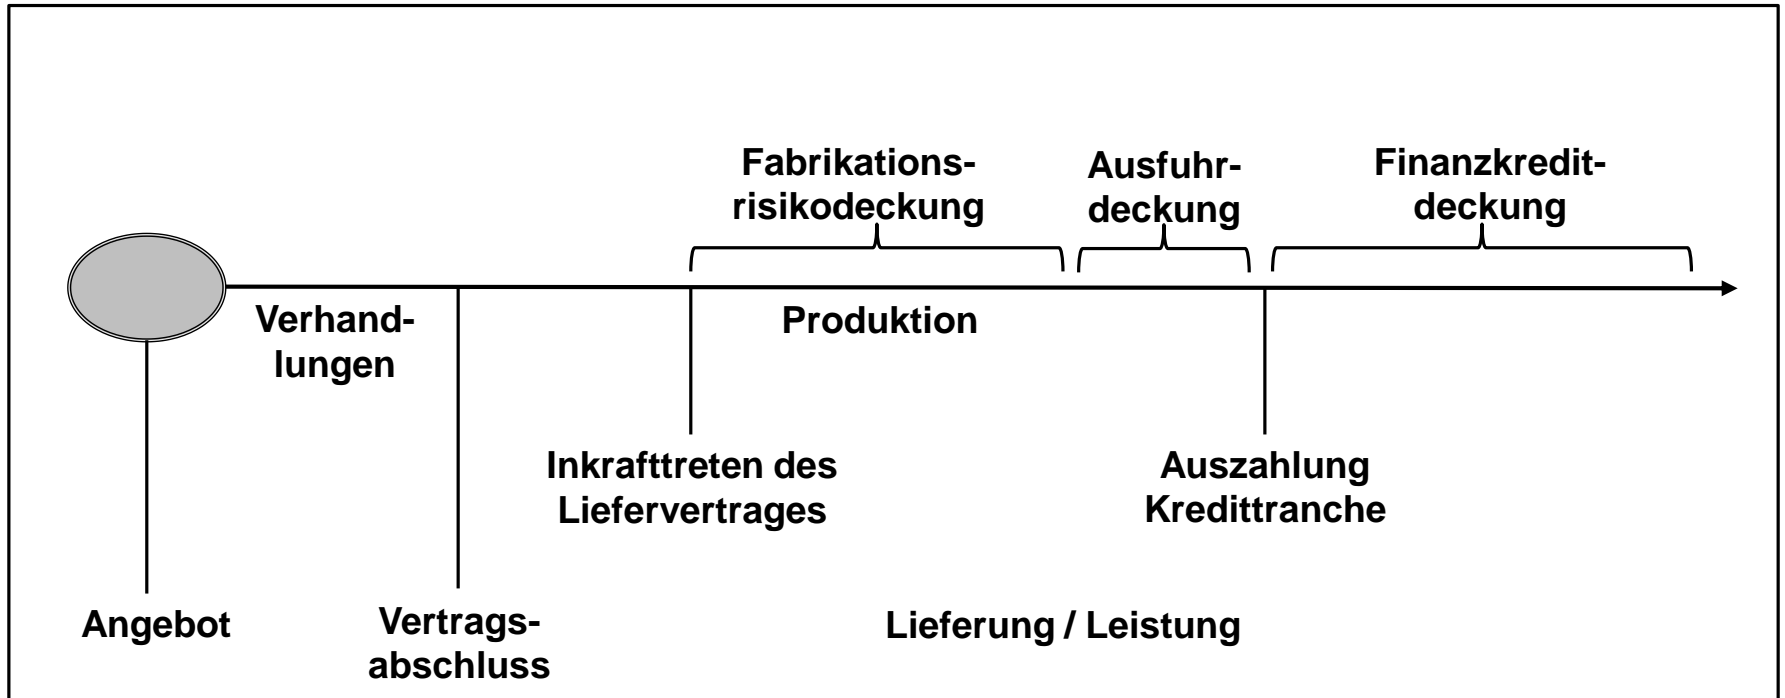 Fabrikations-
risikodeckung
Ausfuhr-
deckung
Finanzkredit-
deckung
Verhand-
lungen
Produktion
Inkrafttreten des
Liefervertrages
Auszahlung
Kredittranche
Angebot
Vertrags-
abschluss
Lieferung / Leistung